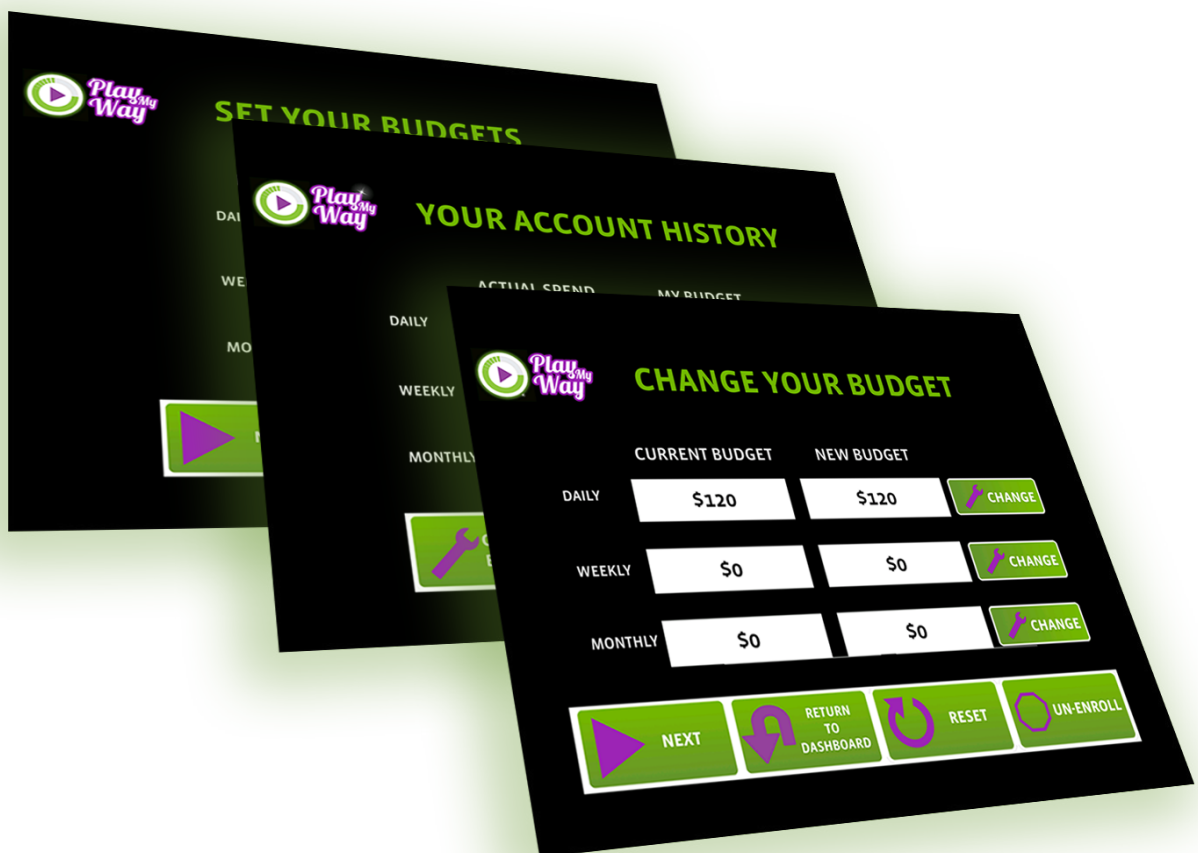 Play My Way
SET YOUR BUDGETS
Play My Way
YOUR ACCOUNT HISTORY
ACTUAL SPEND MY BUDGET
DAILY
WEEKLY
MONTHLY
Play My Way
CHANGE YOUR BUDGET
CURRENT BUDGET NEW BUDGET
DAILY $120 $120 CHANGE
WEEKLY $0 $0 CHANGE
MONTHLY $0 $0 CHANGE
NEXT
RETURN
TO
DASHBOARD
RESET
UN-ENROLL